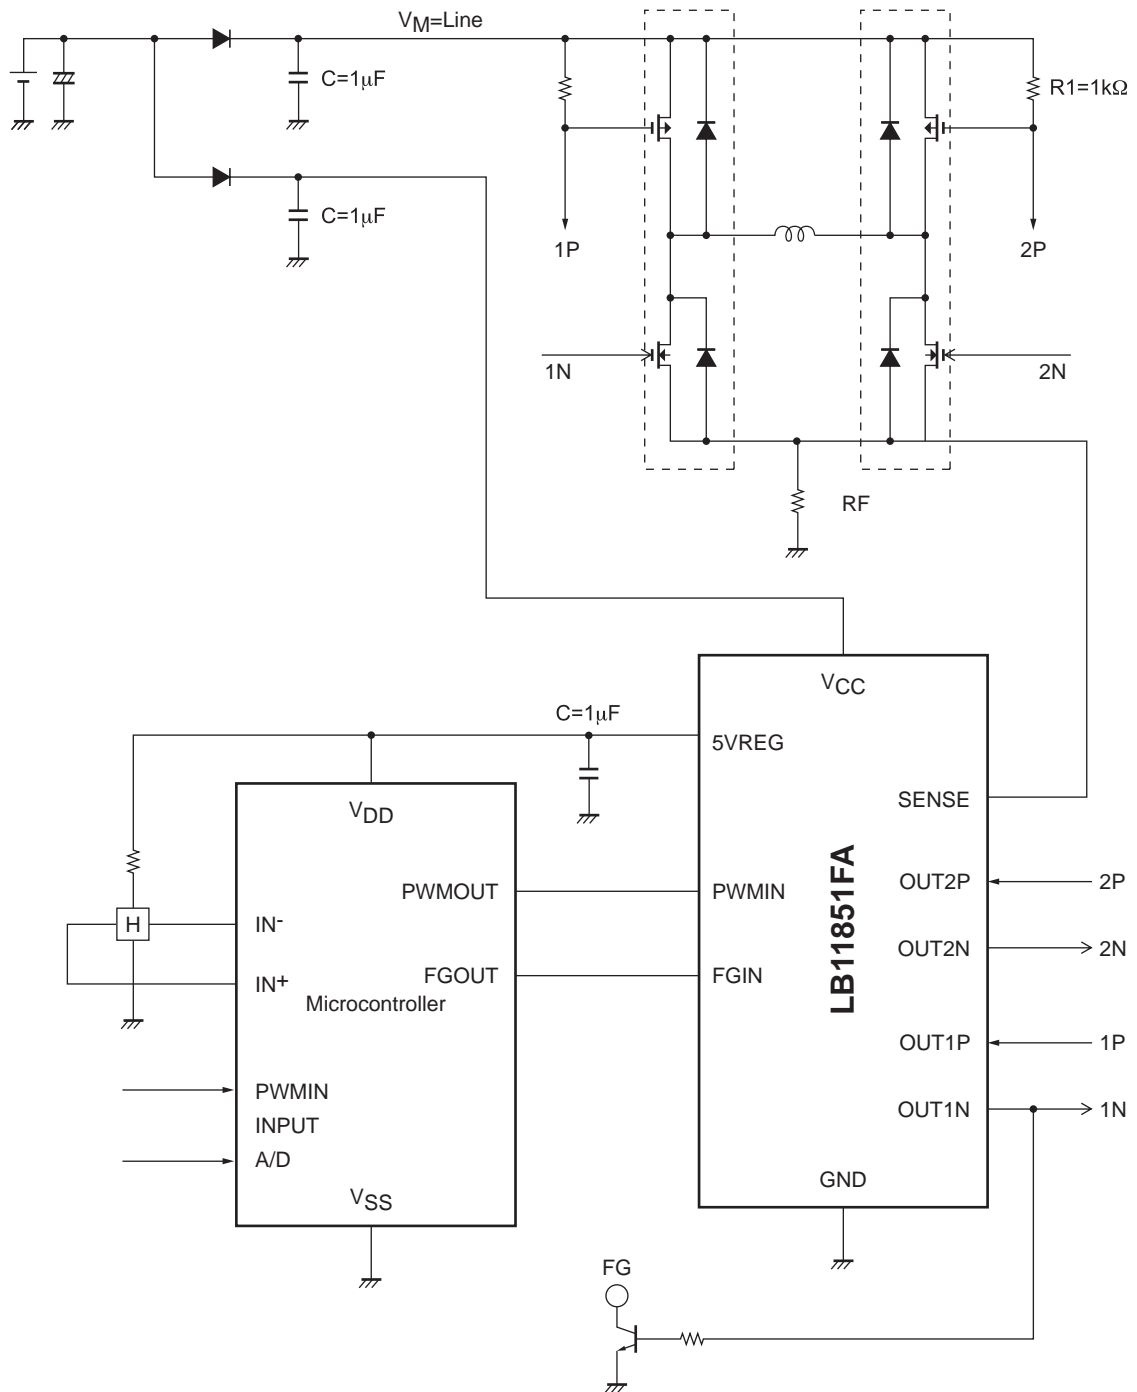 VM=Line
C=1μF
R1=1kΩ
C=1μF
1P
2P
1N
2N
RF
VCC
C=1μF
5VREG
VDD
SENSE
LB11851FA
PWMOUT
PWMIN
OUT2P
2P
H
IN-
OUT2N
2N
FGOUT
FGIN
IN+
Microcontroller
OUT1P
1P
PWMIN
OUT1N
1N
INPUT
A/D
GND
VSS
FG